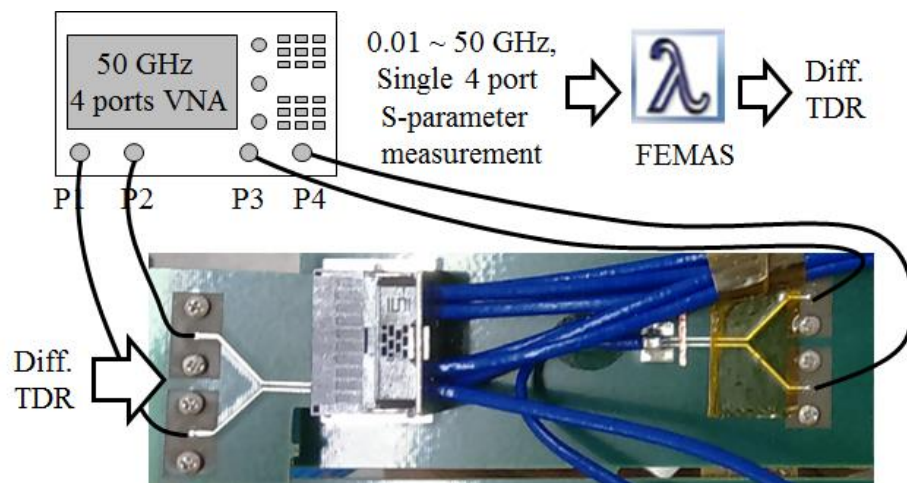 50 GHz
4 ports VNA
P1 P2 P3 P4
0.01 ~ 50 GHz,
Single 4 port
S-parameter
measurement
λ
FEMAS
Diff.
TDR
Diff.
TDR